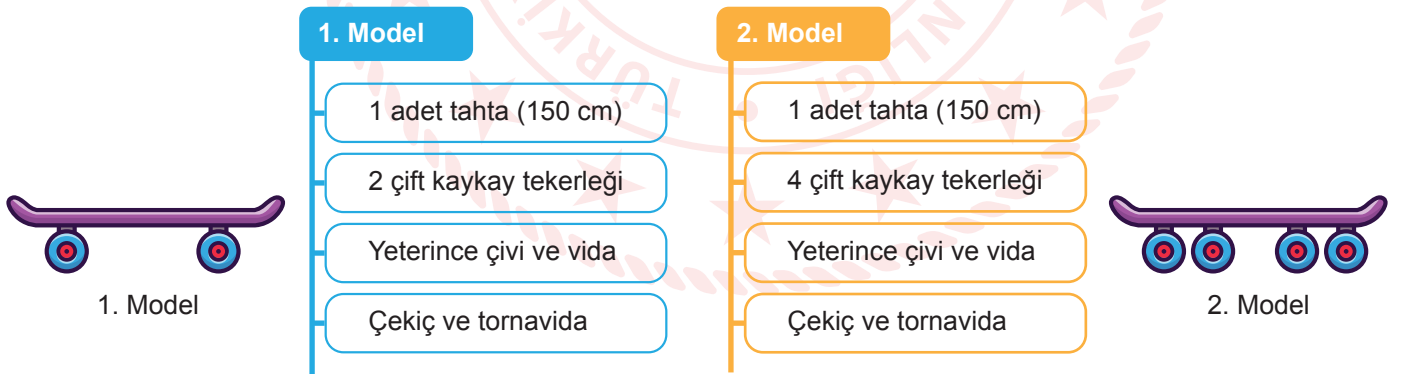 1. Model
1 adet tahta (150 cm)
2 çift kaykay tekerleği
Yeterince çivi ve vida
Çekiç ve tornavida
1. Model
2. Model
1 adet tahta (150 cm)
4 çift kaykay tekerleği
Yeterince çivi ve vida
Çekiç ve tornavida
2. Model